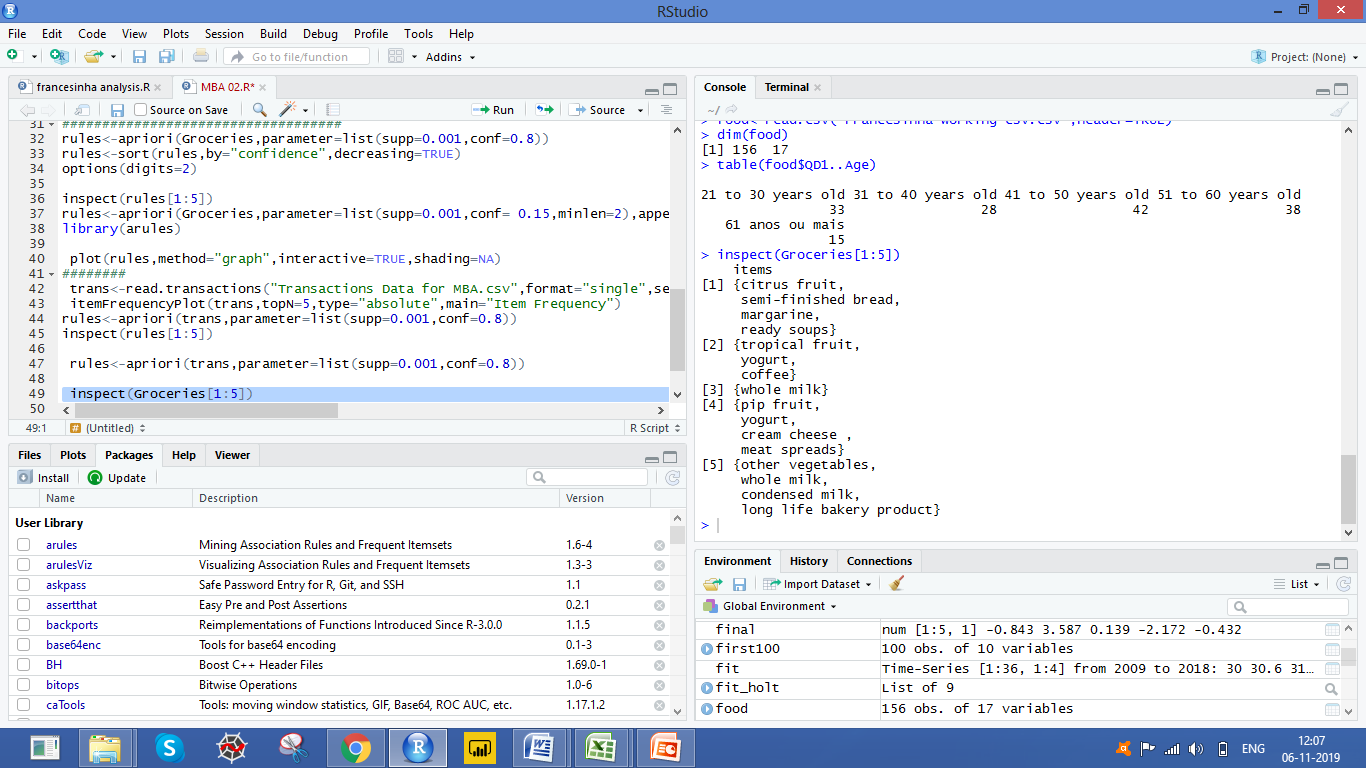 RStudio
File Edit Code View Plots Session Build Debug Profile Tools Help
Go to file/function Addins Project: (None)
francesinha analysis.R MBA 02.R*
Source on Save Run Source
31 ###################################
32 rules<-apriori(Groceries,parameter=list(supp=0.001,conf=0.8))
33 rules<-sort(rules,by="confidence",decreasing=TRUE)
34 options(digits=2)
35
36 inspect(rules[1:5])
37 rules<-apriori(Groceries,parameter=list(supp=0.001,conf= 0.15,minlen=2),appe
38 library(arules)
39
40 plot(rules,method="graph",interactive=TRUE,shading=NA)
41 ########
42 trans<-read.transactions("Transactions Data for MBA.csv",format="single",se
43 itemFrequencyPlot(trans,topN=5,type="absolute",main="Item Frequency")
44 rules<-apriori(trans,parameter=list(supp=0.001,conf=0.8))
45 inspect(rules[1:5])
46
47 rules<-apriori(trans,parameter=list(supp=0.001,conf=0.8))
48
49 inspect(Groceries[1:5])
50
49:1 # (Untitled) R Script
Files Plots Packages Help Viewer
Install Update
Name Description Version
User Library
arules Mining Association Rules and Frequent Itemsets 1.6-4
arulesViz Visualizing Association Rules and Frequent Itemsets 1.3-3
askpass Safe Password Entry for R, Git, and SSH 1.1
assertthat Easy Pre and Post Assertions 0.2.1
backports Reimplementations of Functions Introduced Since R-3.0.0 1.1.5
base64enc Tools for base64 encoding 0.1-3
BH Boost C++ Header Files 1.69.0-1
bitops Bitwise Operations 1.0-6
caTools Tools: moving window statistics, GIF, Base64, ROC AUC, etc. 1.17.1.2
Console Terminal
~/
> food<-read.csv("francesinha working csv.csv",header=TRUE)
> dim(food)
[1] 156 17
> table(food$QD1..Age)
21 to 30 years old 31 to 40 years old 41 to 50 years old 51 to 60 years old
33 28 42 38
61 anos ou mais
15
> inspect(Groceries[1:5])
items
[1] {citrus fruit,
semi-finished bread,
margarine,
ready soups}
[2] {tropical fruit,
yogurt,
coffee}
[3] {whole milk}
[4] {pip fruit,
yogurt,
cream cheese ,
meat spreads}
[5] {other vegetables,
whole milk,
condensed milk,
long life bakery product}
>
Environment History Connections
Import Dataset List
Global Environment
final num [1:5, 1] -0.843 3.587 0.139 -2.172 -0.432
first100 100 obs. of 10 variables
fit Time-Series [1:36, 1:4] from 2009 to 2018: 30 30.6 31...
fit_holt List of 9
food 156 obs. of 17 variables
ENG 12:07
06-11-2019